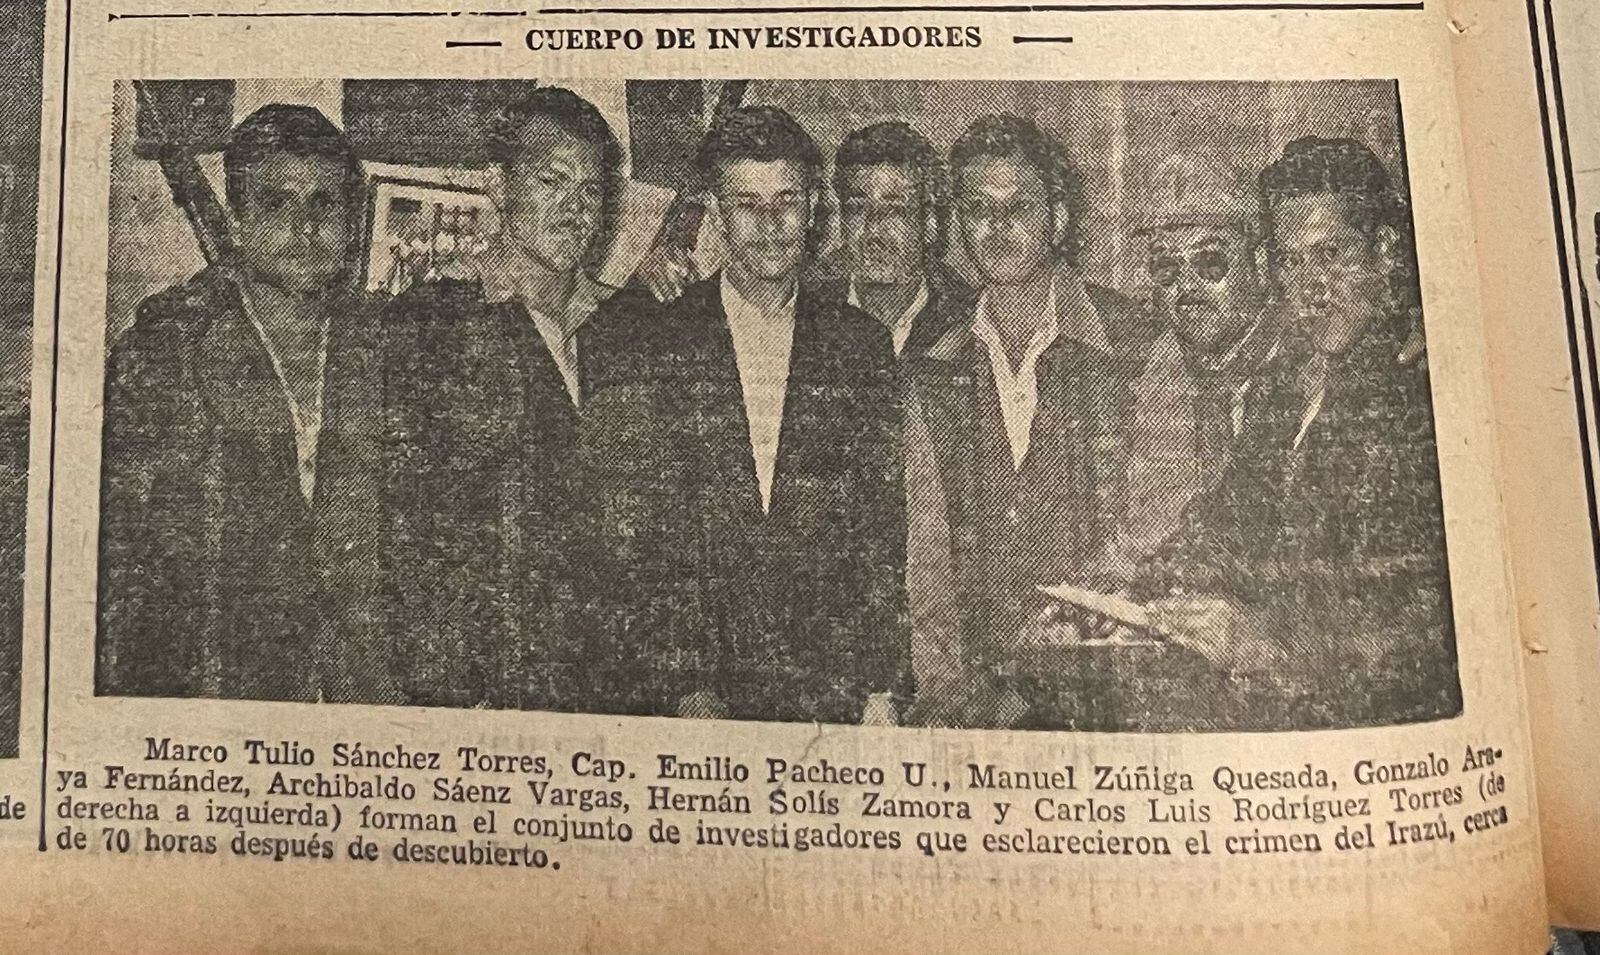 CUERPO DE INVESTIGADORES
Marco Tulio Sánchez Torres, Cap. Emilio Pacheco U., Manuel Zúñiga Quesada, Gonzalo Ara-
ya Fernández, Archibaldo Sáenz Vargas, Hernán Solís Zamora y Carlos Luis Rodríguez Torres (de
derecha a izquierda) forman el conjunto de investigadores que esclarecieron el crimen del Irazú, cerca
de 70 horas después de descubierto.
de